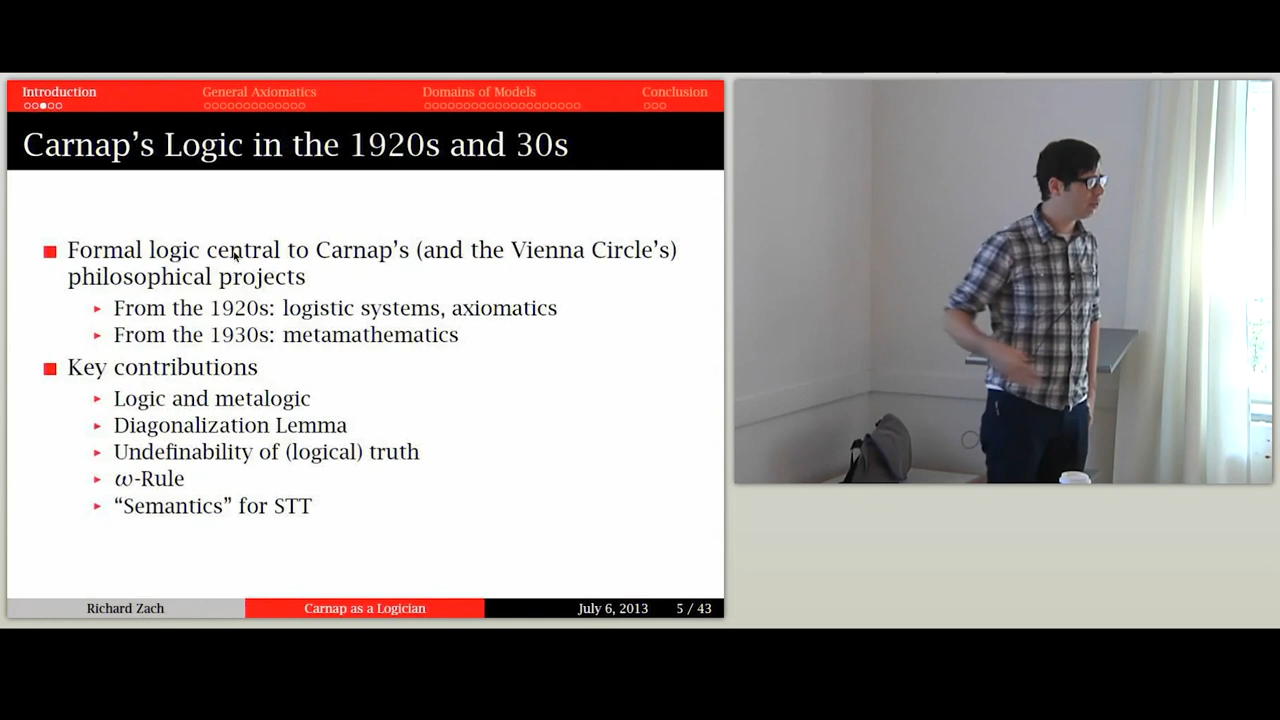 Introduction
General Axiomatics
Domains of Models
Conclusion
Carnap's Logic in the 1920s and 30s
Formal logic central to Carnap's (and the Vienna Circle's)
philosophical projects
From the 1920s: logistic systems, axiomatics
From the 1930s: metamathematics
Key contributions
Logic and metalogic
Diagonalization Lemma
Undefinability of (logical) truth
ω-Rule
“Semantics” for STT
Richard Zach
Carnap as a Logician
July 6, 2013
5 / 43